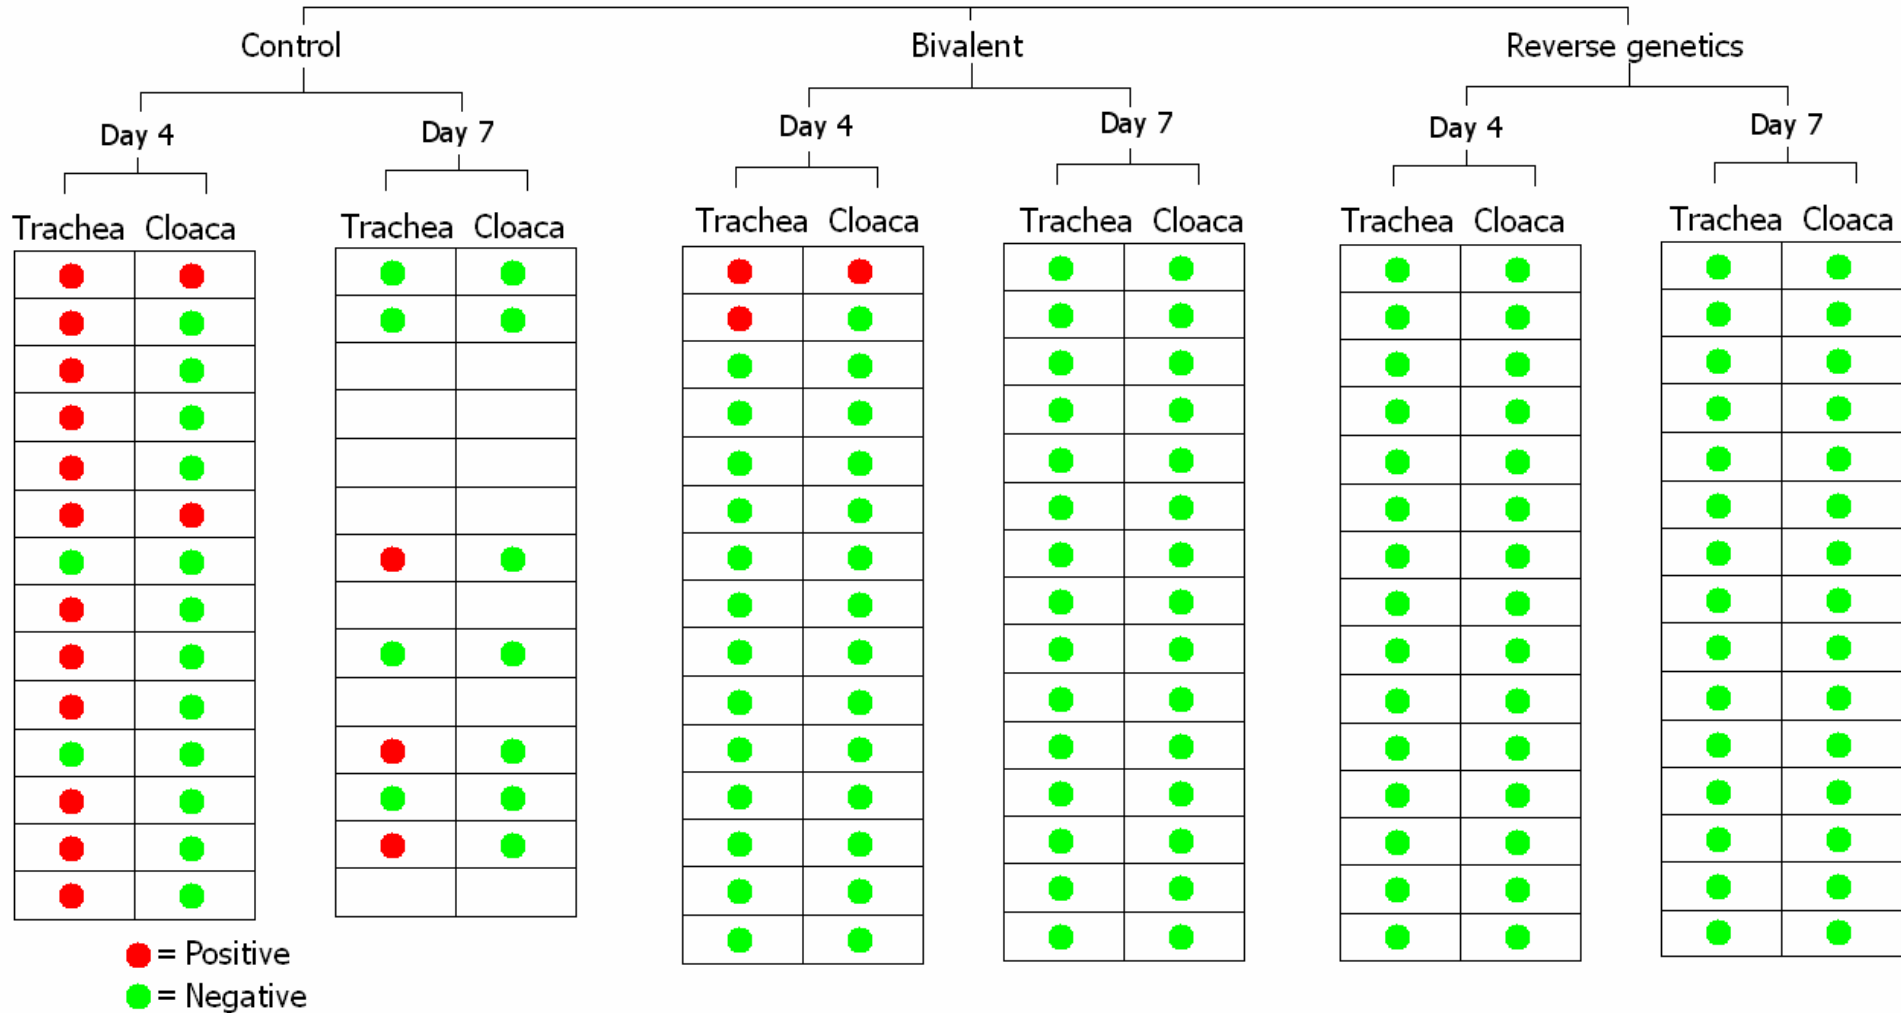 Control Bivalent Reverse genetics
Day 4 Day 7 Day 4 Day 7 Day 4 Day 7
Trachea Cloaca Trachea Cloaca Trachea Cloaca Trachea Cloaca Trachea Cloaca Trachea Cloaca
= Positive
= Negative